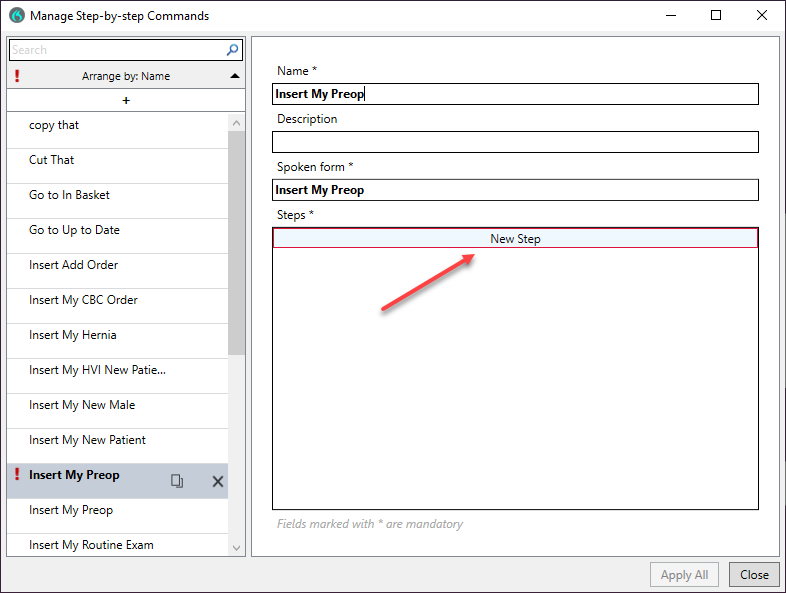 Manage Step-by-step Commands
Search
! Arrange by: Name
+
copy that
Cut That
Go to In Basket
Go to Up to Date
Insert Add Order
Insert My CBC Order
Insert My Hernia
Insert My HVI New Patie...
Insert My New Male
Insert My New Patient
! Insert My Preop
Insert My Preop
Insert My Routine Exam
Name *
Insert My Preop
Description
Spoken form *
Insert My Preop
Steps *
New Step
Fields marked with * are mandatory
Apply All
Close